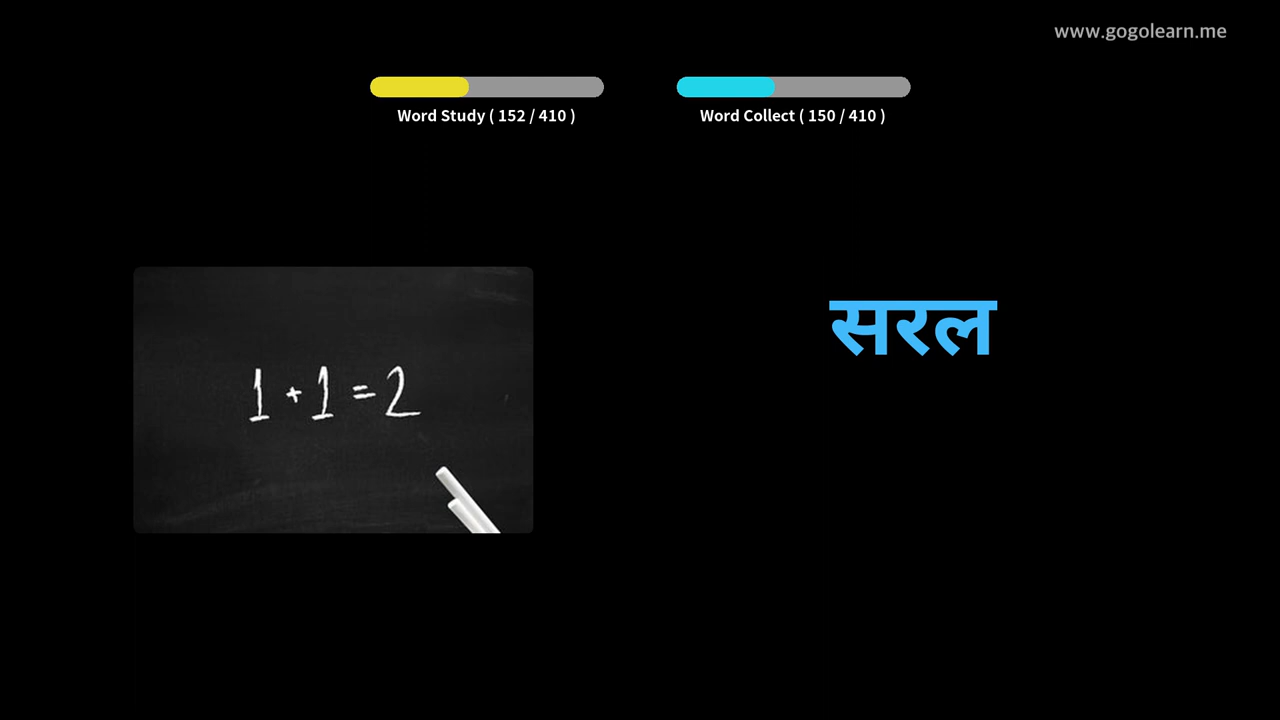 www.gogolearn.me
Word Study ( 152 / 410 )
Word Collect ( 150 / 410 )
सरल
1 + 1 = 2